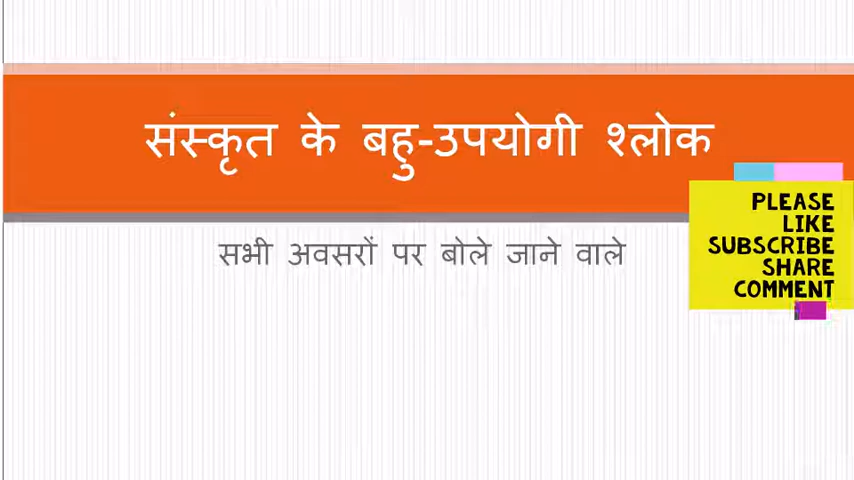 संस्कृत के बहु-उपयोगी श्लोक
सभी अवसरों पर बोले जाने वाले
PLEASE
LIKE
SUBSCRIBE
SHARE
COMMENT